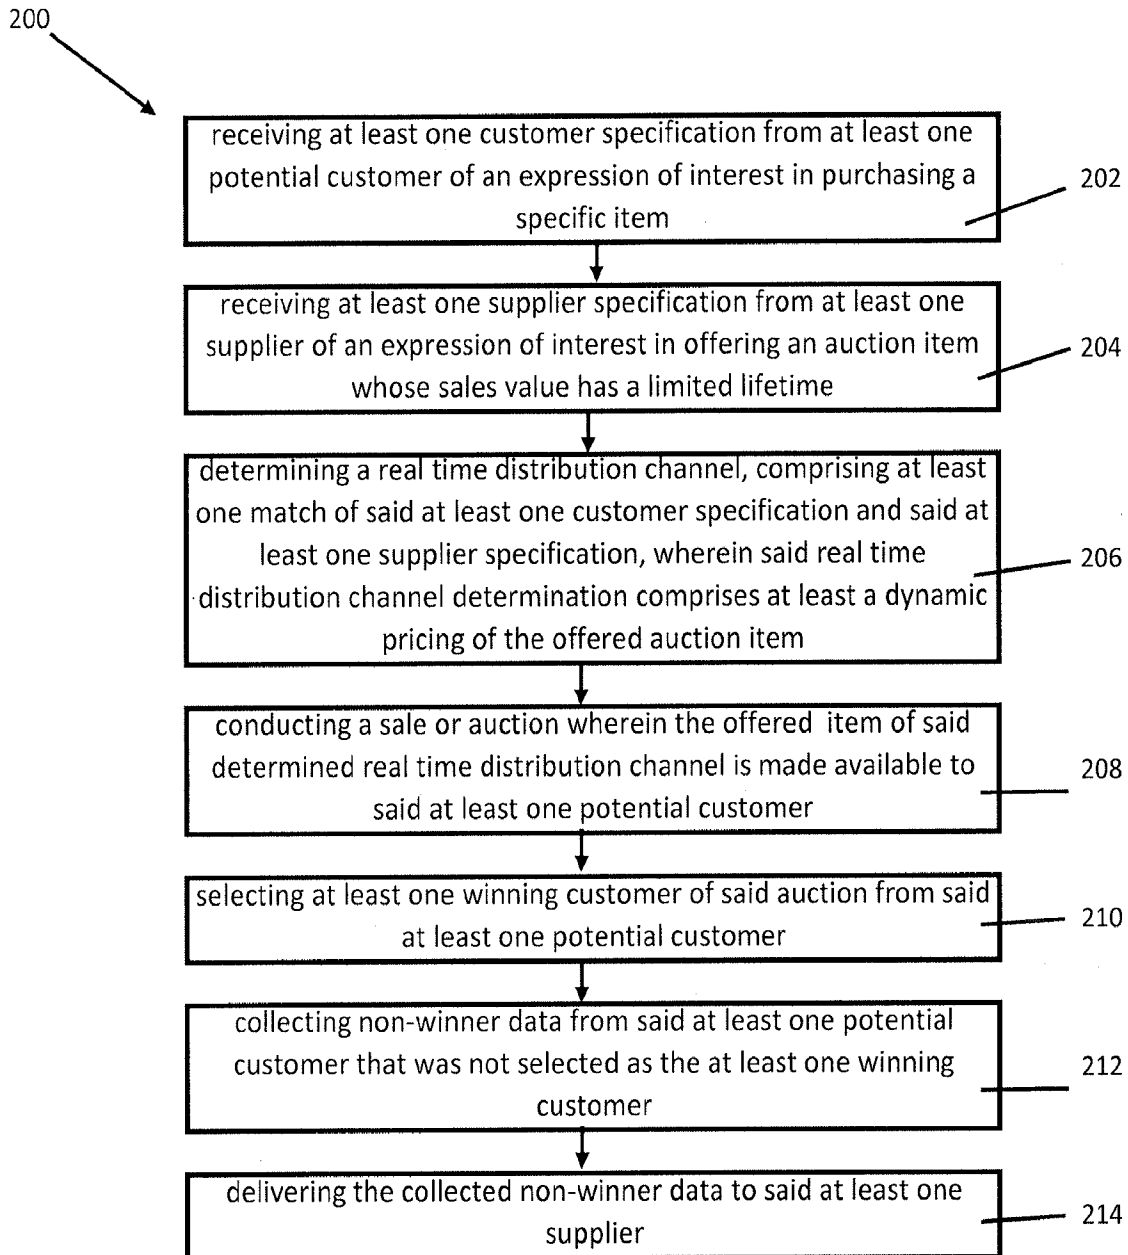 200
receiving at least one customer specification from at least one
potential customer of an expression of interest in purchasing a
specific item
202
receiving at least one supplier specification from at least one
supplier of an expression of interest in offering an auction item
whose sales value has a limited lifetime
204
determining a real time distribution channel, comprising at least
one match of said at least one customer specification and said at
least one supplier specification, wherein said real time
distribution channel determination comprises at least a dynamic
pricing of the offered auction item
206
conducting a sale or auction wherein the offered item of said
determined real time distribution channel is made available to
said at least one potential customer
208
selecting at least one winning customer of said auction from said
at least one potential customer
210
collecting non-winner data from said at least one potential
customer that was not selected as the at least one winning
customer
212
delivering the collected non-winner data to said at least one
supplier
214